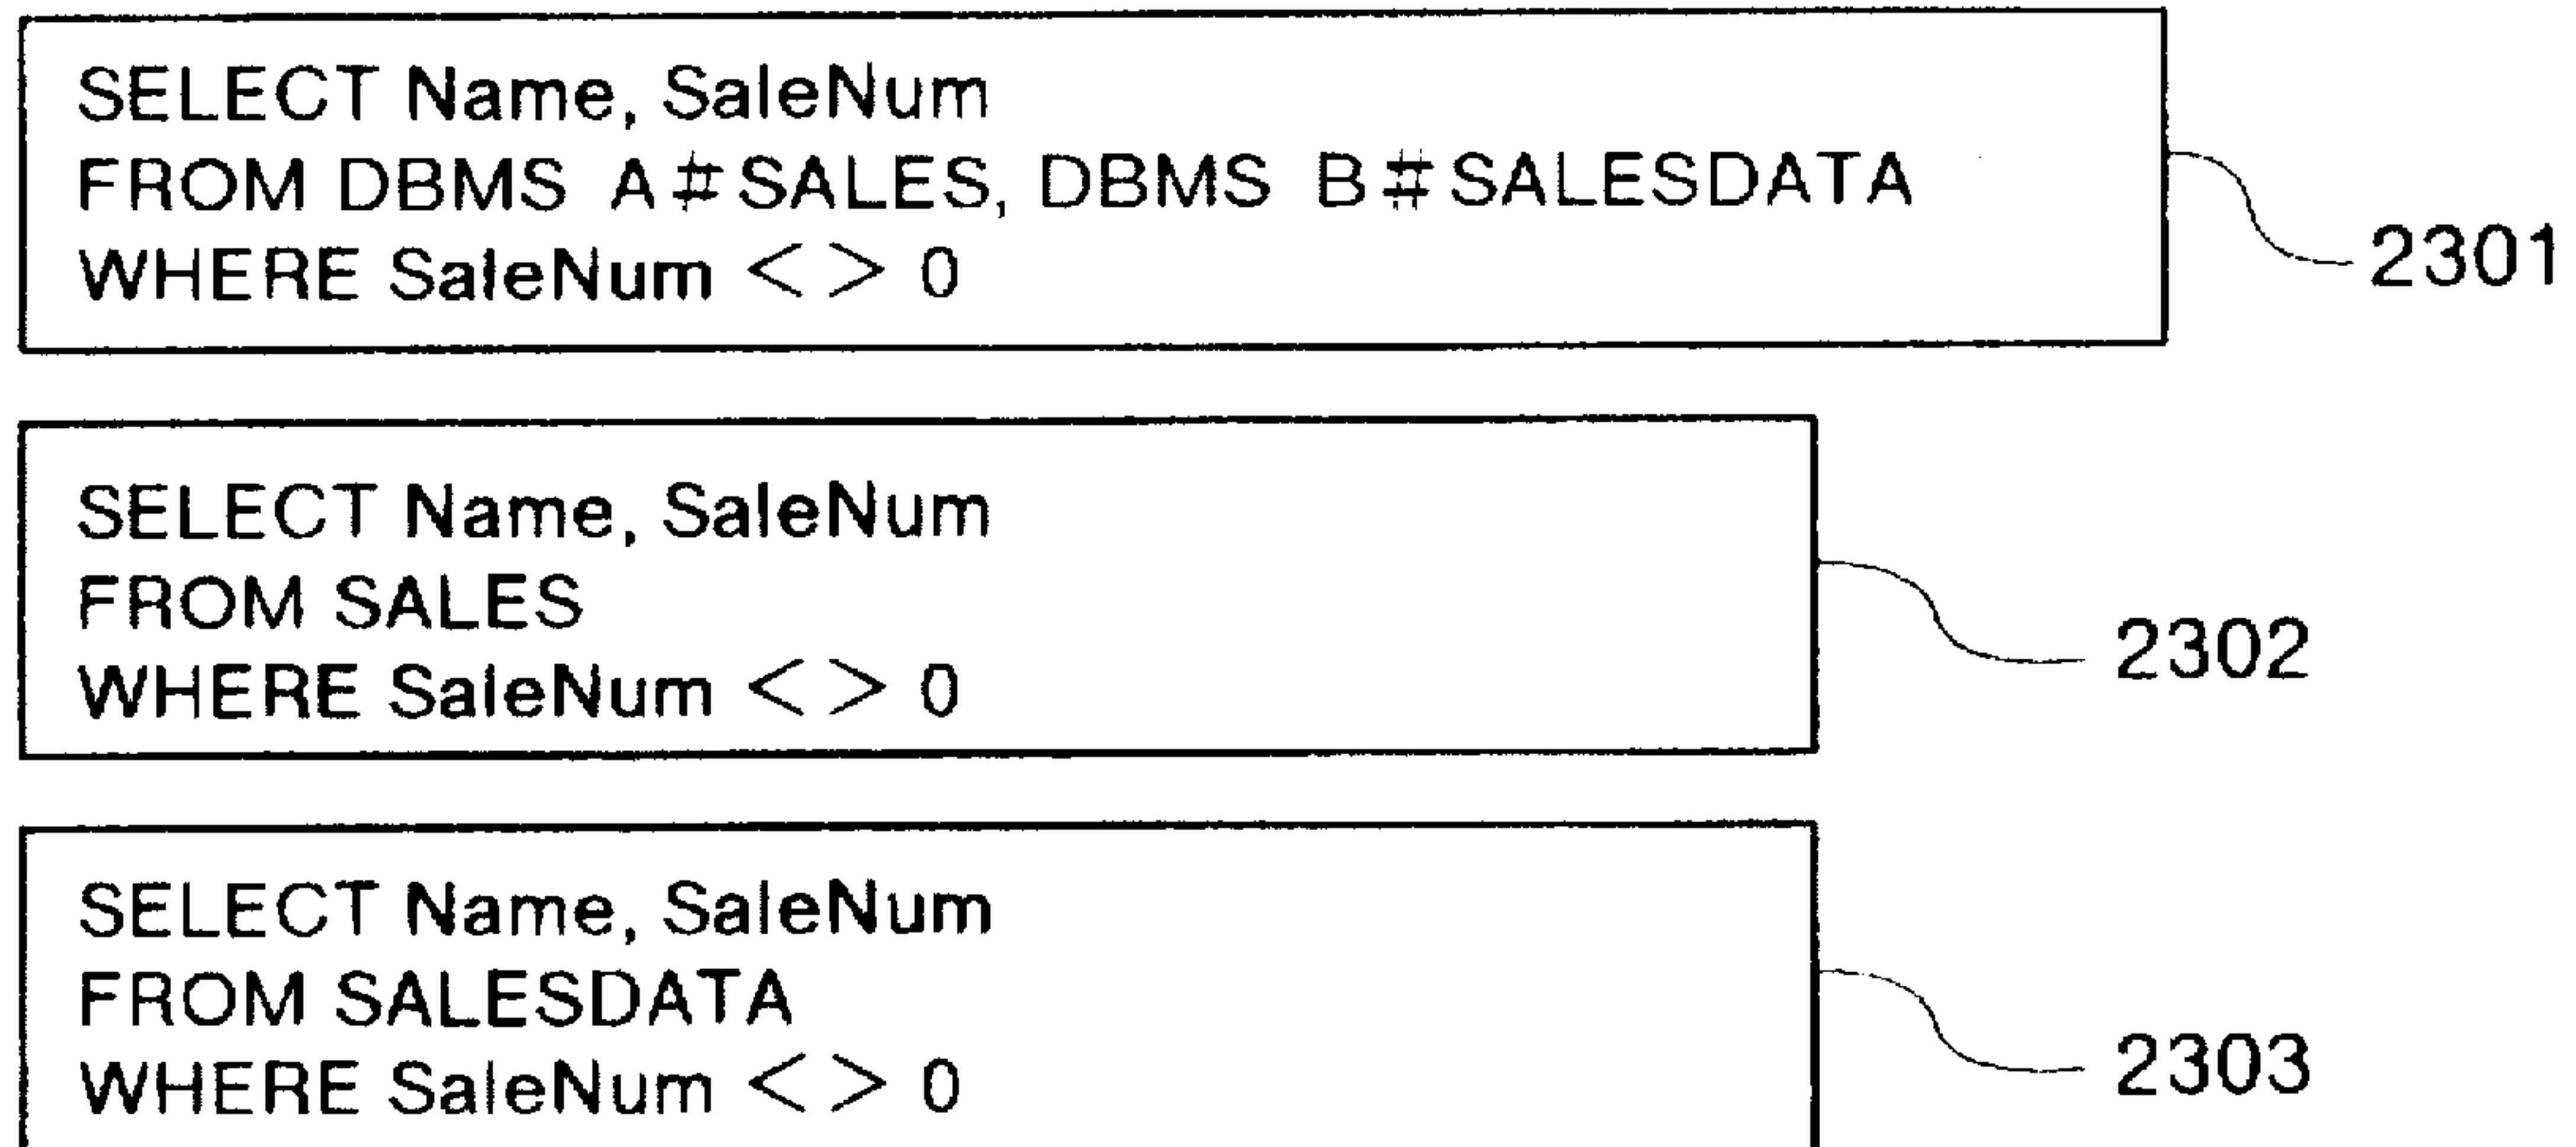 SELECT Name, SaleNum
FROM DBMS A#SALES, DBMS B#SALESDATA
WHERE SaleNum <> 0
2301
SELECT Name, SaleNum
FROM SALES
WHERE SaleNum <> 0
2302
SELECT Name, SaleNum
FROM SALESDATA
WHERE SaleNum <> 0
2303